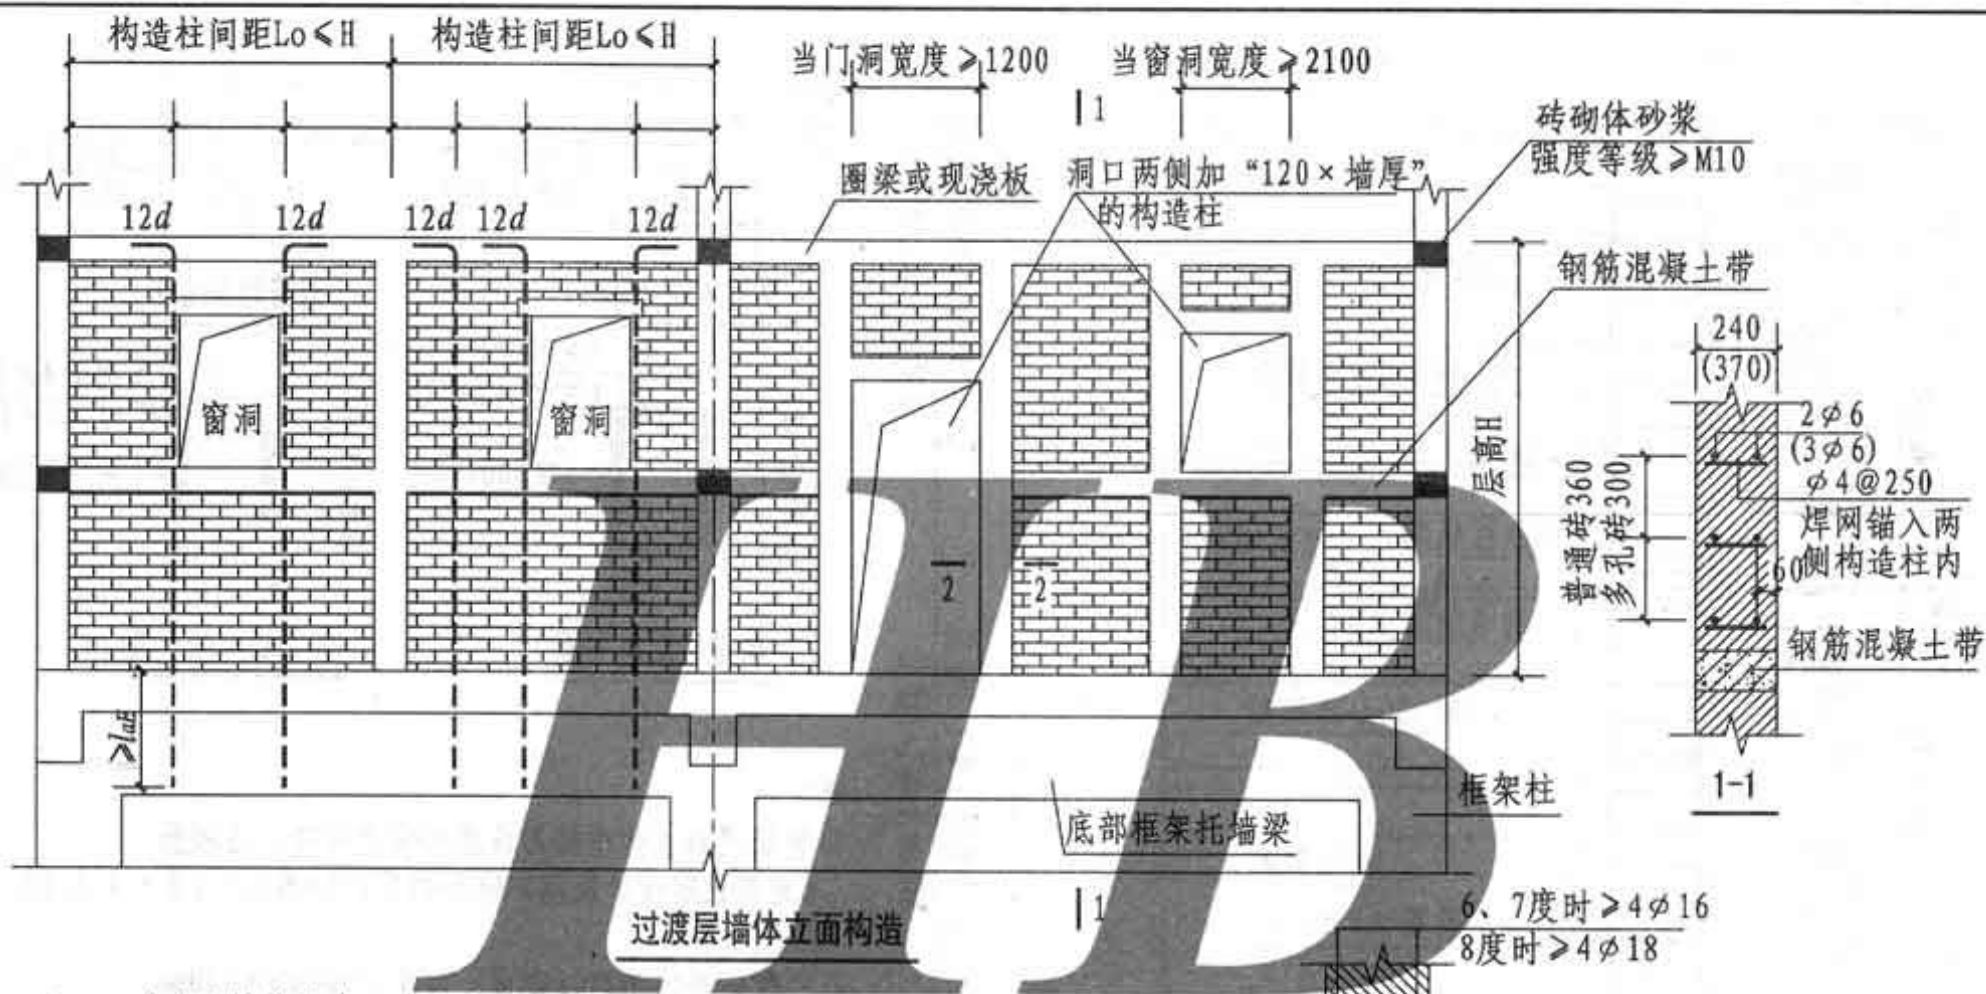 构造柱间距Lo≤H
构造柱间距Lo≤H
当门洞宽度≥1200
当窗洞宽度≥2100
1
砖砌体砂浆
强度等级≥M10
圈梁或现浇板
洞口两侧加“120×墙厚”
的构造柱
12d
12d
12d
12d
12d
钢筋混凝土带
240
(370)
窗洞
窗洞
层高H
2φ6
(3φ6)
φ4@250
焊网锚入两
侧构造柱内
普通砖360
多孔砖300
60
2
2
钢筋混凝土带
≥laE
框架柱
1-1
底部框架托墙梁
过渡层墙体立面构造
1
6、7度时≥4φ16
8度时≥4φ18
HB